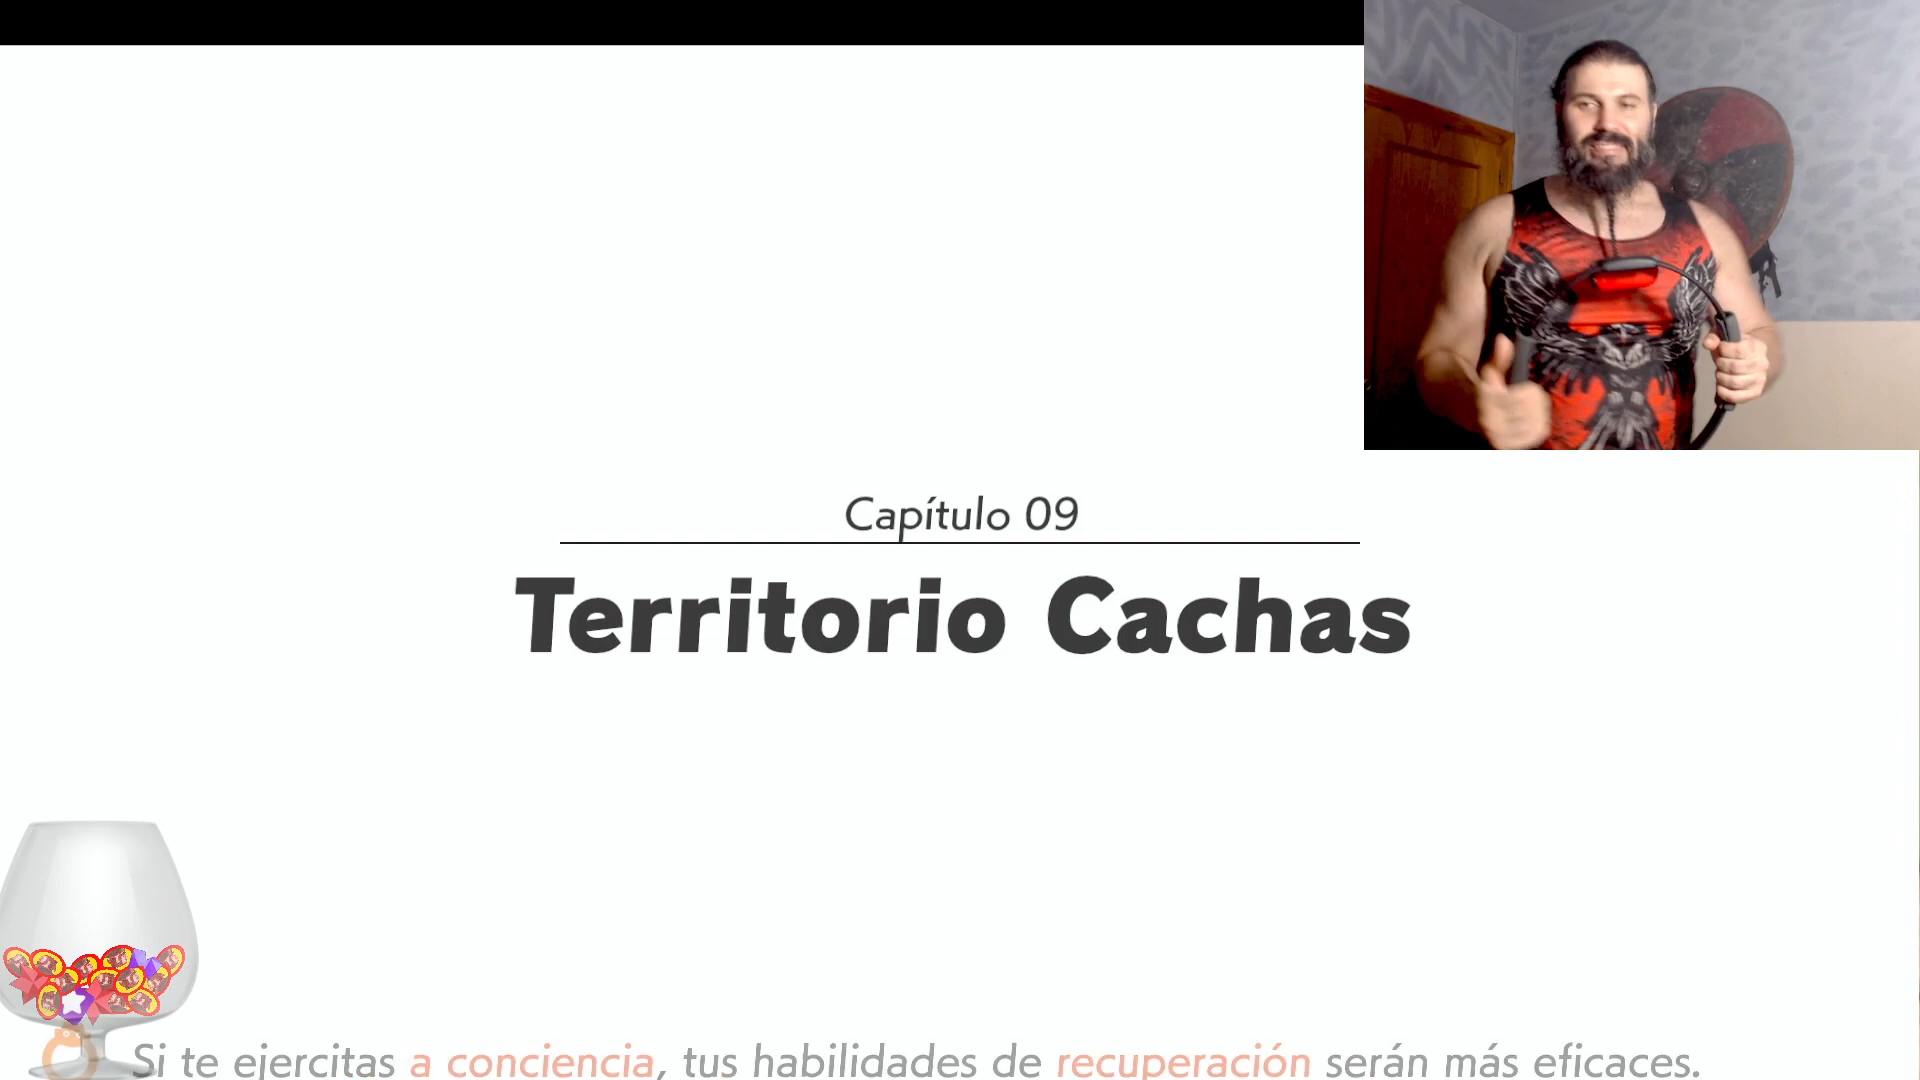 Capítulo 09
Territorio Cachas
Si te ejercitas a conciencia, tus habilidades de recuperación serán más eficaces.